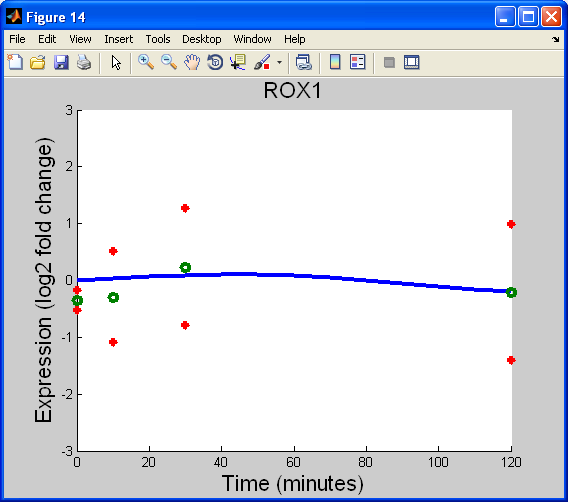 Figure 14
File Edit View Insert Tools Desktop Window Help
ROX1
3
2
1
0
-1
-2
-3
Expression (log2 fold change)
0 20 40 60 80 100 120
Time (minutes)